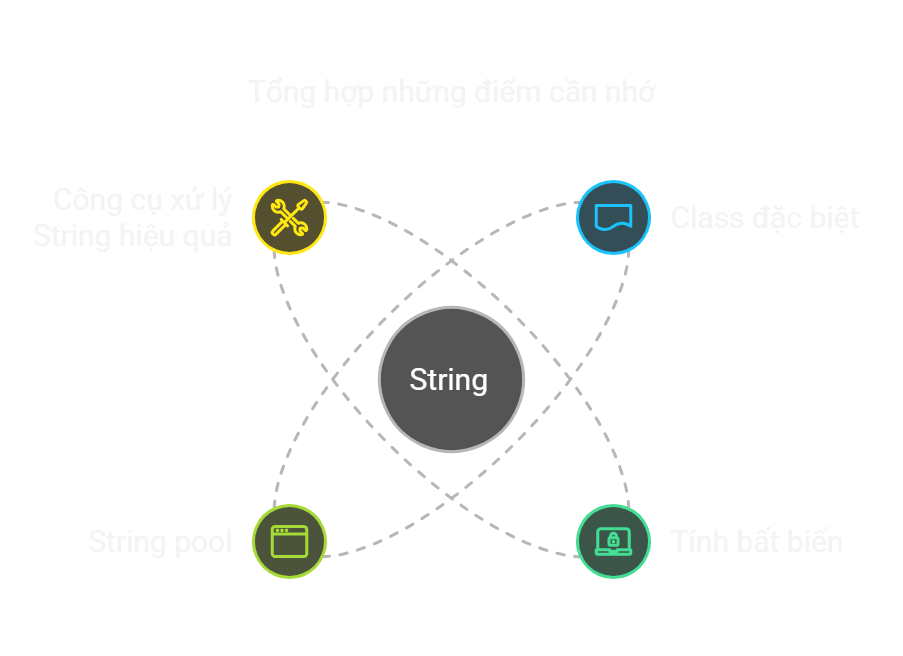 Tổng hợp những điểm cần nhớ
Công cụ xử lý
String hiệu quả
Class đặc biệt
String
String pool
Tính bất biến